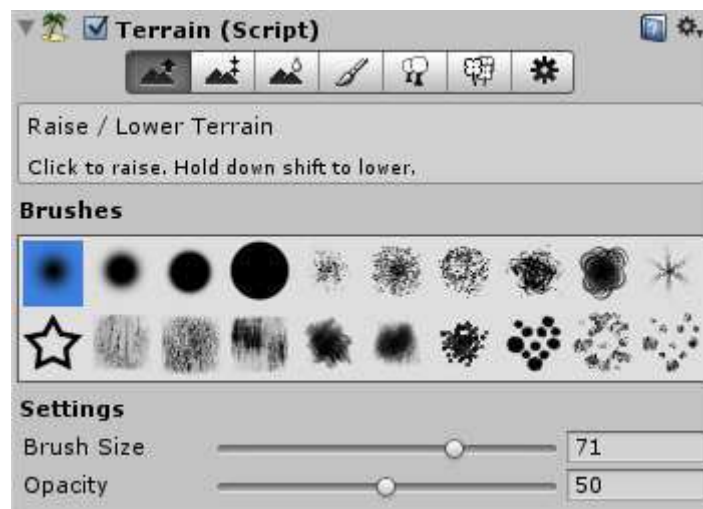 Terrain (Script)
Raise / Lower Terrain
Click to raise. Hold down shift to lower.
Brushes
Settings
Brush Size 71
Opacity 50